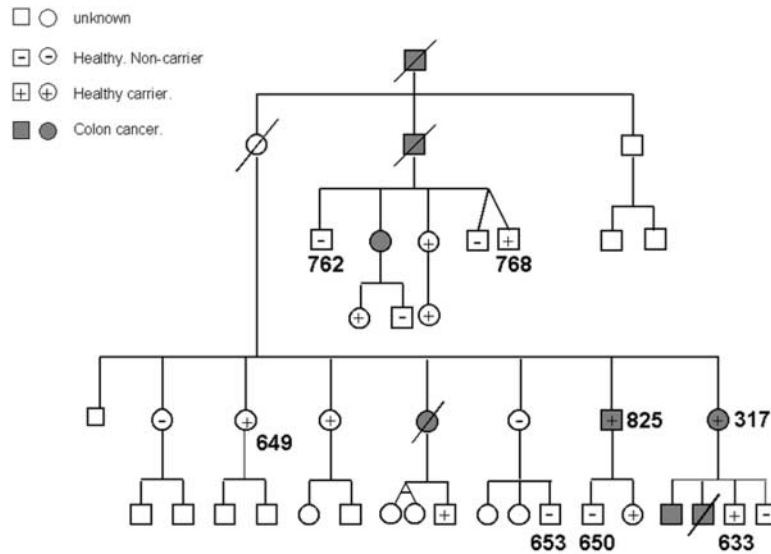 unknown
Healthy. Non-carrier
Healthy carrier.
Colon cancer.
762
768
649
825
317
653
650
633